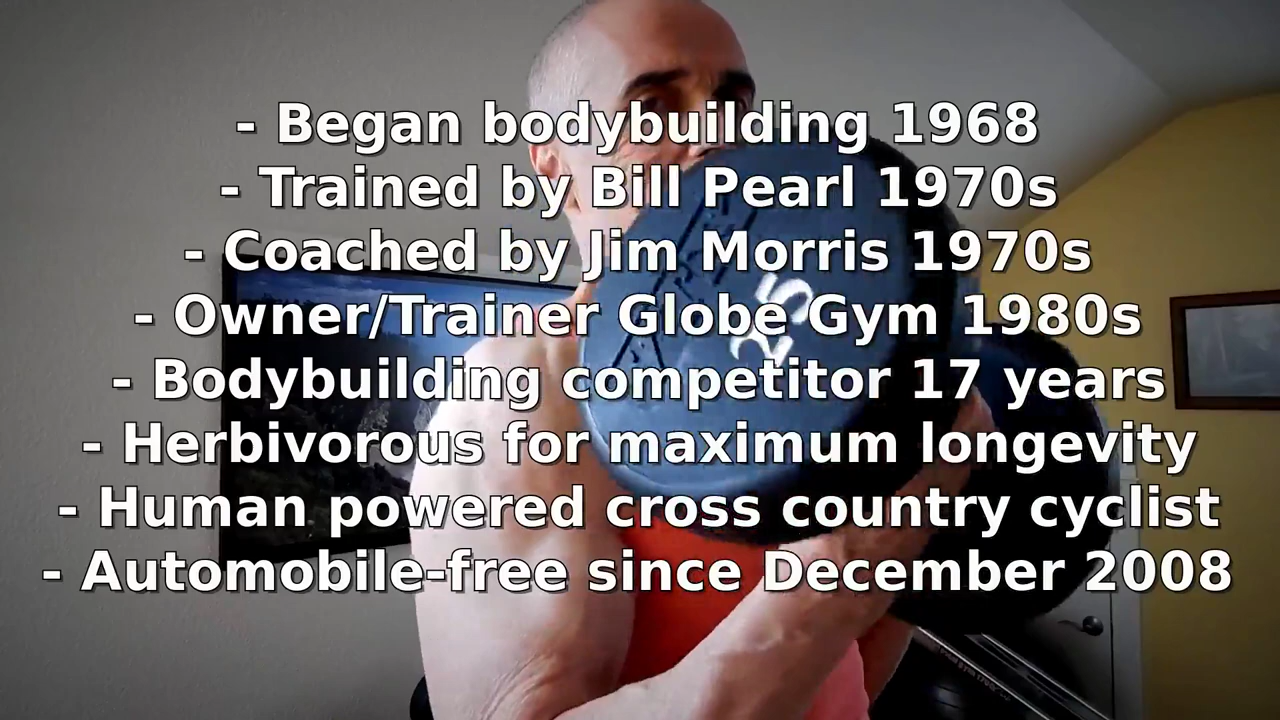 - Began bodybuilding 1968
- Trained by Bill Pearl 1970s
- Coached by Jim Morris 1970s
- Owner/Trainer Globe Gym 1980s
- Bodybuilding competitor 17 years
- Herbivorous for maximum longevity
- Human powered cross country cyclist
- Automobile-free since December 2008
25